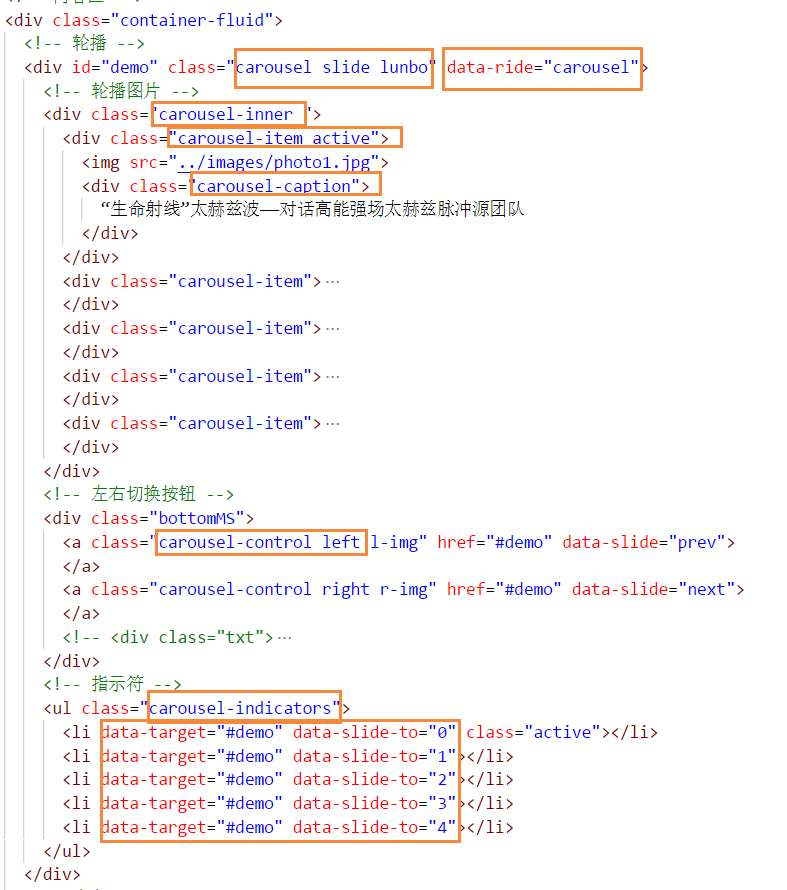 <div class="container-fluid">
<!-- 轮播 -->
<div id="demo" class="carousel slide lunbo" data-ride="carousel">
<!-- 轮播图片 -->
<div class="carousel-inner ">
<div class="carousel-item active">
<img src="../images/photo1.jpg">
<div class="carousel-caption">
“生命射线”太赫兹波——对话高能强场太赫兹脉冲源团队
</div>
</div>
<div class="carousel-item">…
</div>
<div class="carousel-item">…
</div>
<div class="carousel-item">…
</div>
<div class="carousel-item">…
</div>
</div>
<!-- 左右切换按钮 -->
<div class="bottomMS">
<a class="carousel-control left l-img" href="#demo" data-slide="prev">
</a>
<a class="carousel-control right r-img" href="#demo" data-slide="next">
</a>
<!-- <div class="txt">…
</div>
<!-- 指示符 -->
<ul class="carousel-indicators">
<li data-target="#demo" data-slide-to="0" class="active"></li>
<li data-target="#demo" data-slide-to="1"></li>
<li data-target="#demo" data-slide-to="2"></li>
<li data-target="#demo" data-slide-to="3"></li>
<li data-target="#demo" data-slide-to="4"></li>
</ul>
</div>